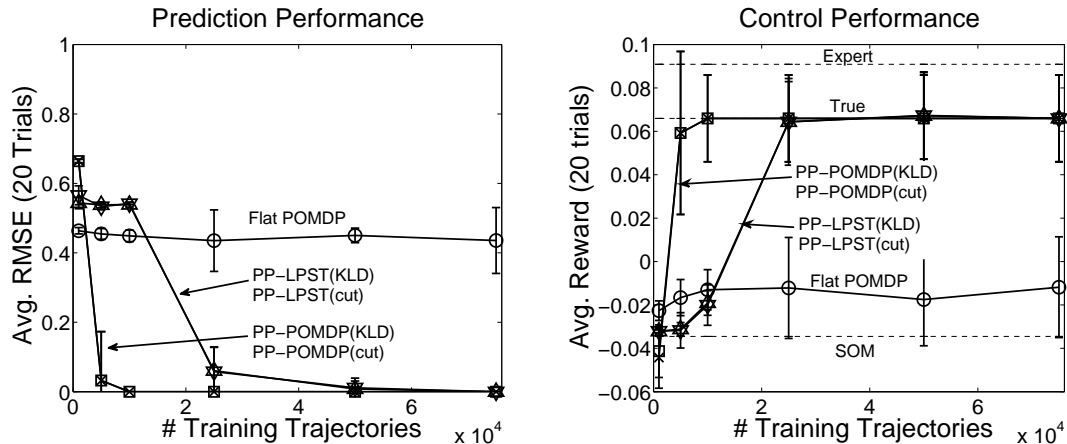 Prediction Performance
Avg. RMSE (20 Trials)
1
0.8
0.6
0.4
0.2
0
Flat POMDP
PP−LPST(KLD)
PP−LPST(cut)
PP−POMDP(KLD)
PP−POMDP(cut)
0 2 4 6
x 10^4
# Training Trajectories
Control Performance
Avg. Reward (20 trials)
0.1
0.08
0.06
0.04
0.02
0
−0.02
−0.04
−0.06
Expert
True
PP−POMDP(KLD)
PP−POMDP(cut)
PP−LPST(KLD)
PP−LPST(cut)
Flat POMDP
SOM
0 2 4 6
x 10^4
# Training Trajectories